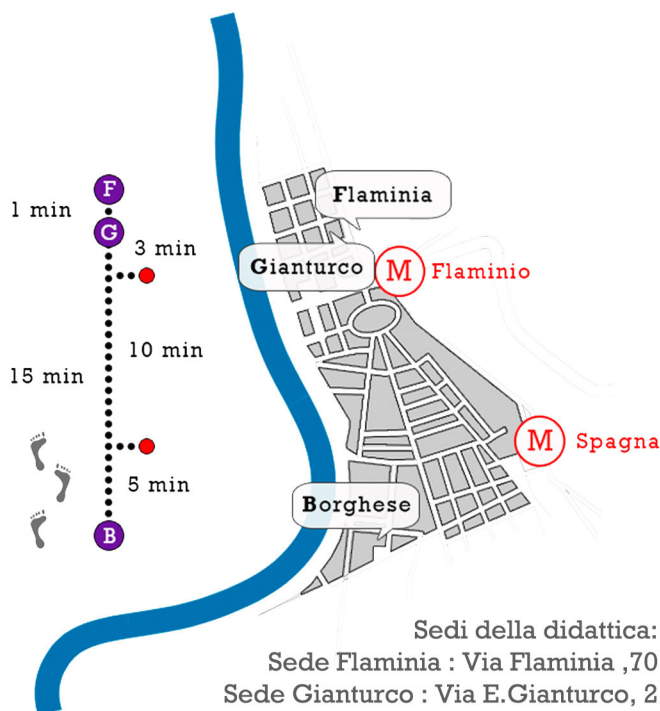 F
1 min
G
3 min
10 min
15 min
5 min
B
Flaminia
Gianturco
M Flaminio
M Spagna
Borghese
Sedi della didattica:
Sede Flaminia : Via Flaminia ,70
Sede Gianturco : Via E.Gianturco, 2